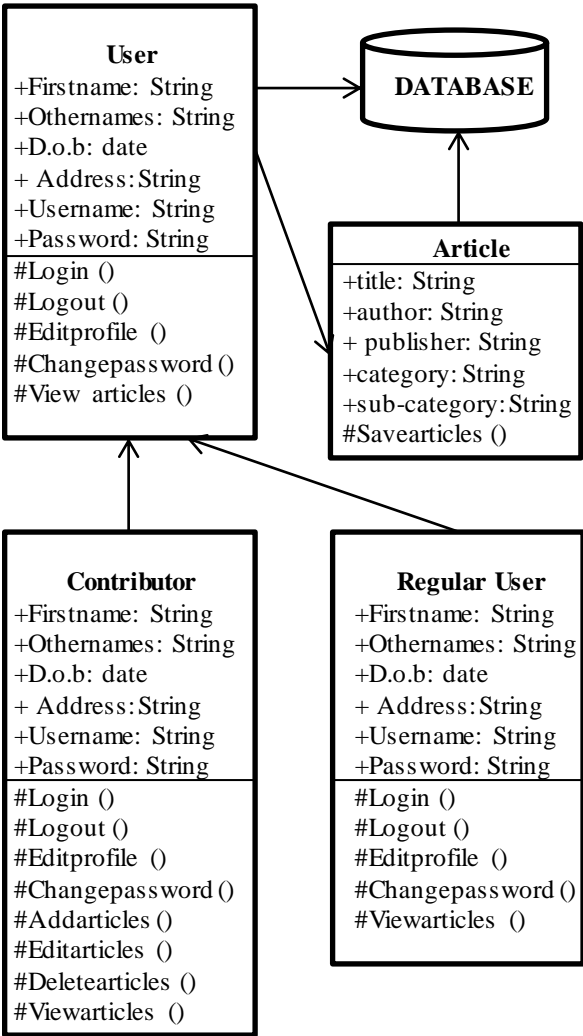 User
+Firstname: String
+Othernames: String
+D.o.b: date
+ Address: String
+Username: String
+Password: String
#Login ()
#Logout ()
#Editprofile ()
#Changepassword ()
#View articles ()
DATABASE
Article
+title: String
+author: String
+ publisher: String
+category: String
+sub-category: String
#Savearticles ()
Contributor
+Firstname: String
+Othernames: String
+D.o.b: date
+ Address: String
+Username: String
+Password: String
#Login ()
#Logout ()
#Editprofile ()
#Changepassword ()
#Addarticles ()
#Editarticles ()
#Deletearticles ()
#Viewarticles ()
Regular User
+Firstname: String
+Othernames: String
+D.o.b: date
+ Address: String
+Username: String
+Password: String
#Login ()
#Logout ()
#Editprofile ()
#Changepassword ()
#Viewarticles ()